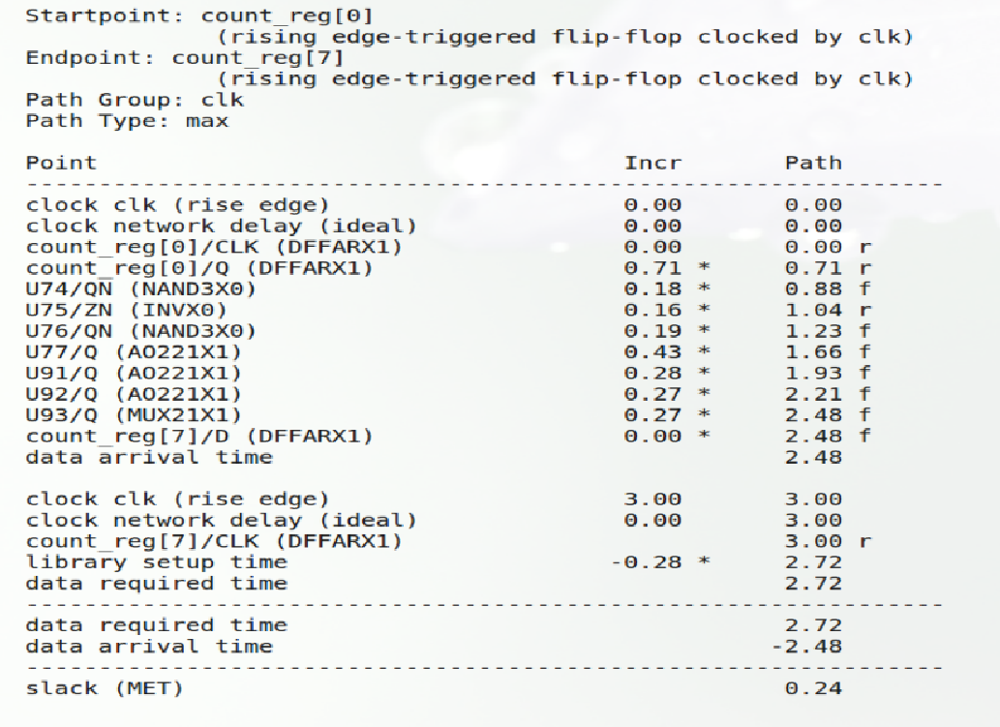 Startpoint: count_reg[0]
(rising edge-triggered flip-flop clocked by clk)
Endpoint: count_reg[7]
(rising edge-triggered flip-flop clocked by clk)
Path Group: clk
Path Type: max
Point Incr Path
---------------------------------------------------------------
clock clk (rise edge) 0.00 0.00
clock network delay (ideal) 0.00 0.00
count_reg[0]/CLK (DFFARX1) 0.00 0.00 r
count_reg[0]/Q (DFFARX1) 0.71 * 0.71 r
U74/QN (NAND3X0) 0.18 * 0.88 f
U75/ZN (INVX0) 0.16 * 1.04 r
U76/QN (NAND3X0) 0.19 * 1.23 f
U77/Q (AO221X1) 0.43 * 1.66 f
U91/Q (AO221X1) 0.28 * 1.93 f
U92/Q (AO221X1) 0.27 * 2.21 f
U93/Q (MUX21X1) 0.27 * 2.48 f
count_reg[7]/D (DFFARX1) 0.00 * 2.48 f
data arrival time 2.48
clock clk (rise edge) 3.00 3.00
clock network delay (ideal) 0.00 3.00
count_reg[7]/CLK (DFFARX1) 3.00 r
library setup time -0.28 * 2.72
data required time 2.72
---------------------------------------------------------------
data required time 2.72
data arrival time -2.48
---------------------------------------------------------------
slack (MET) 0.24